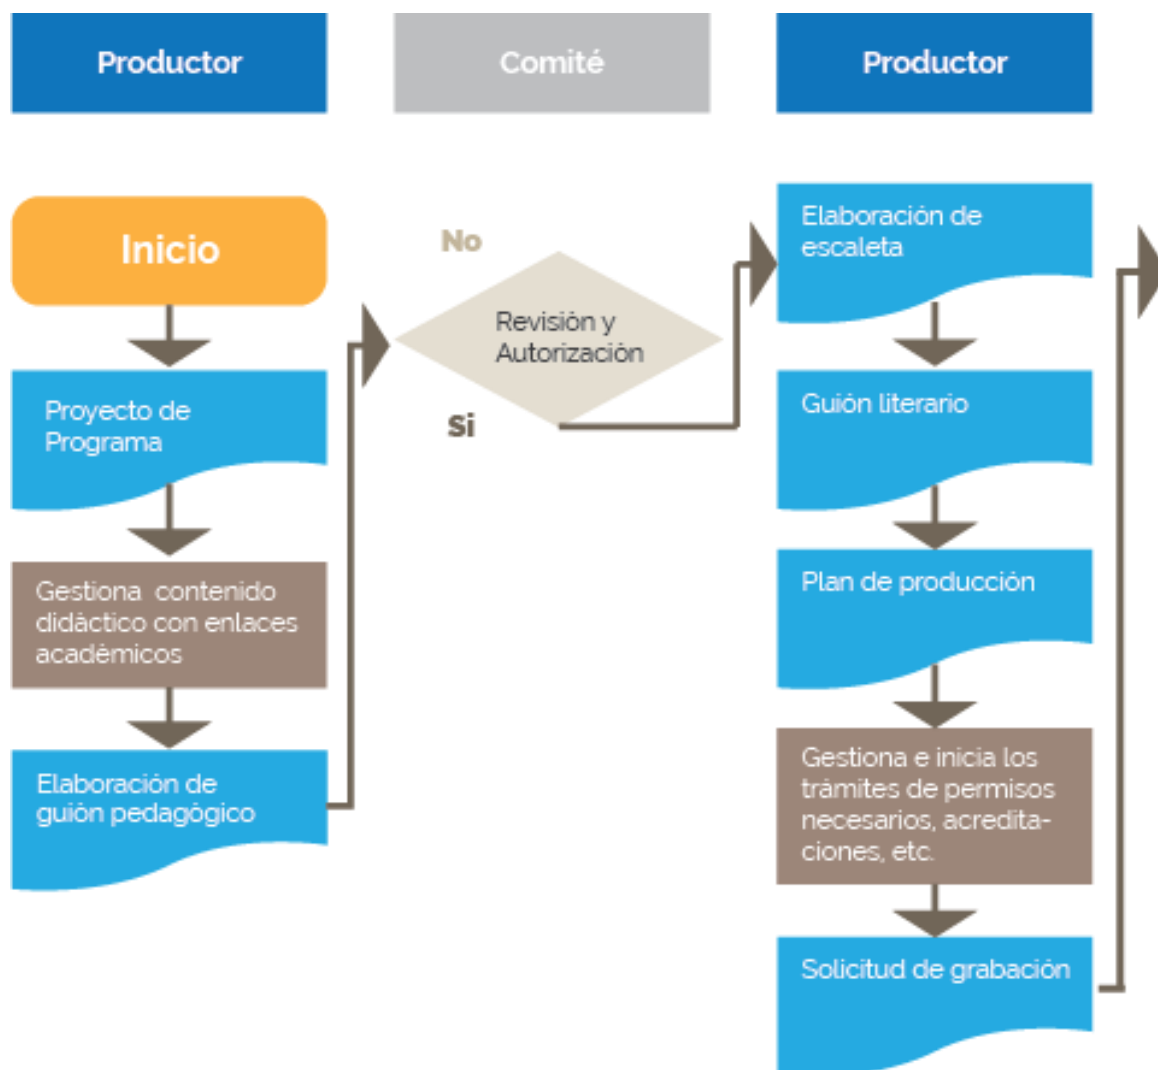 Productor
Comité
Productor
Inicio
Proyecto de
Programa
Gestiona contenido
didáctico con enlaces
académicos
Elaboración de
guión pedagógico
No
Revisión y
Autorización
Si
Elaboración de
escaleta
Guión literario
Plan de producción
Gestiona e inicia los
trámites de permisos
necesarios, acredita-
ciones, etc.
Solicitud de grabación